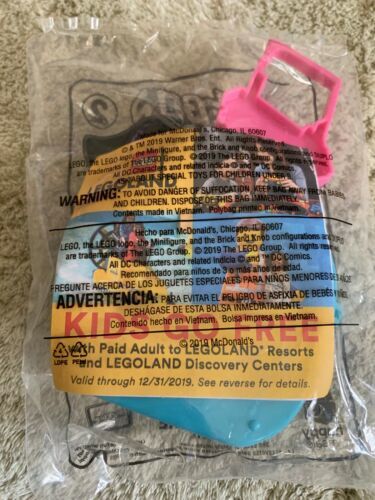 2
Made for McDonald's, Chicago, IL 60607
© & TM 2019 Warner Bros. Ent. All Rights Reserved.
LEGO, the LEGO logo, the Minifigure, and the Brick and Knob configurations and DUPLO
are trademarks of The LEGO Group. © 2019 The LEGO Group. All Rights Reserved.
All DC Characters and related indicia © and ™ DC Comics.
SPECIAL TOYS FOR CHILDREN UNDER 3.
LEGOLAND
WARNING: TO AVOID DANGER OF SUFFOCATION, KEEP BAG AWAY FROM BABIES
AND CHILDREN. DISPOSE OF THIS BAG IMMEDIATELY.
Contents made in Vietnam. Polybag printed in Vietnam.
Hecho para McDonald's, Chicago, IL 60607
LEGO, the LEGO logo, the Minifigure, and the Brick and Knob configurations and
are trademarks of The LEGO Group. © 2019 The LEGO Group. All rights
All DC Characters and related indicia © and ™ DC Comics.
Recomendado para niños de 3 o más años de edad.
PREGUNTE ACERCA DE LOS JUGUETES ESPECIALES PARA NIÑOS MENORES DE 3 AÑOS
ADVERTENCIA: PARA EVITAR EL PELIGRO DE ASFIXIA DE BEBÉS Y NIÑOS,
DESHÁGASE DE ESTA BOLSA INMEDIATAMENTE.
Contenido hecho en Vietnam. Bolsa impresa en Vietnam.
KIDS GO FREE
© 2019 McDonald's
LDPE
With Paid Adult to LEGOLAND® Resorts
and LEGOLAND Discovery Centers
Valid through 12/31/2019. See reverse for details.